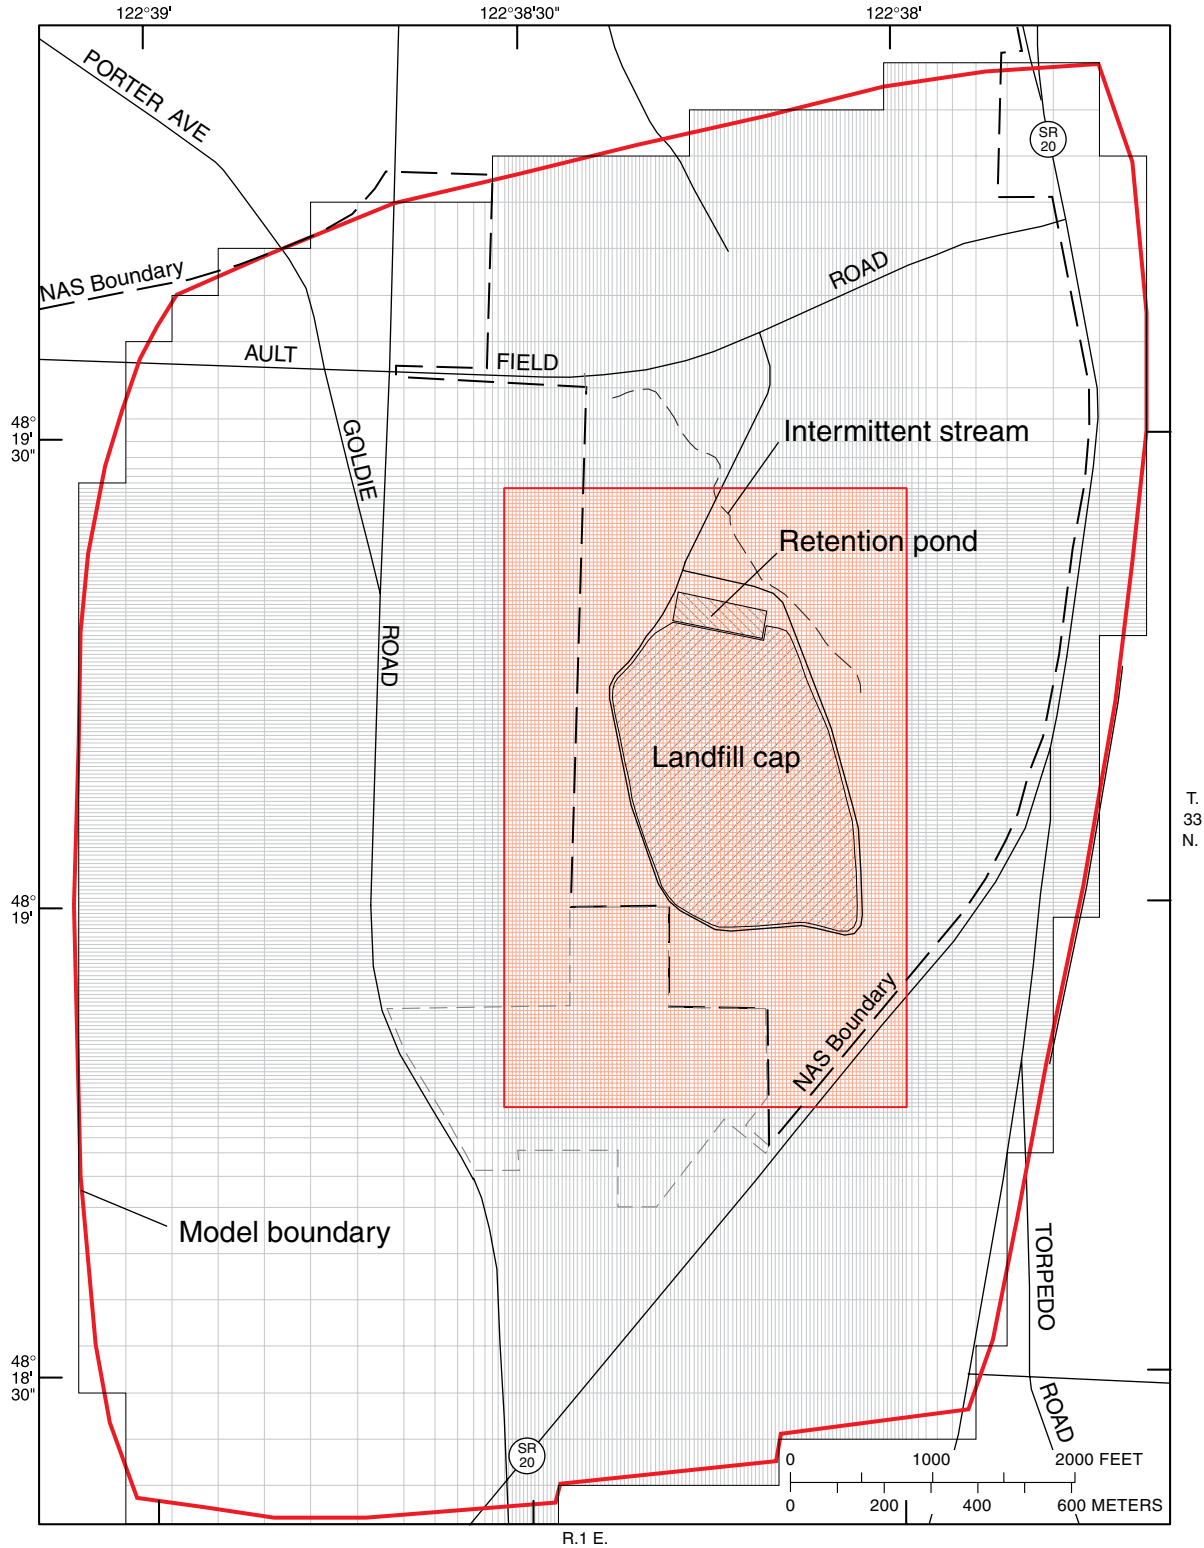 122°39' 122°38'30" 122°38'
PORTER AVE
SR
20
NAS Boundary
ROAD
AULT
FIELD
48°
19'
30"
GOLDIE
Intermittent stream
Retention pond
ROAD
Landfill cap
T.
33
N.
48°
19'
NAS Boundary
Model boundary
TORPEDO
48°
18'
30"
ROAD
SR
20
0 1000 2000 FEET
0 200 400 600 METERS
R.1 E.